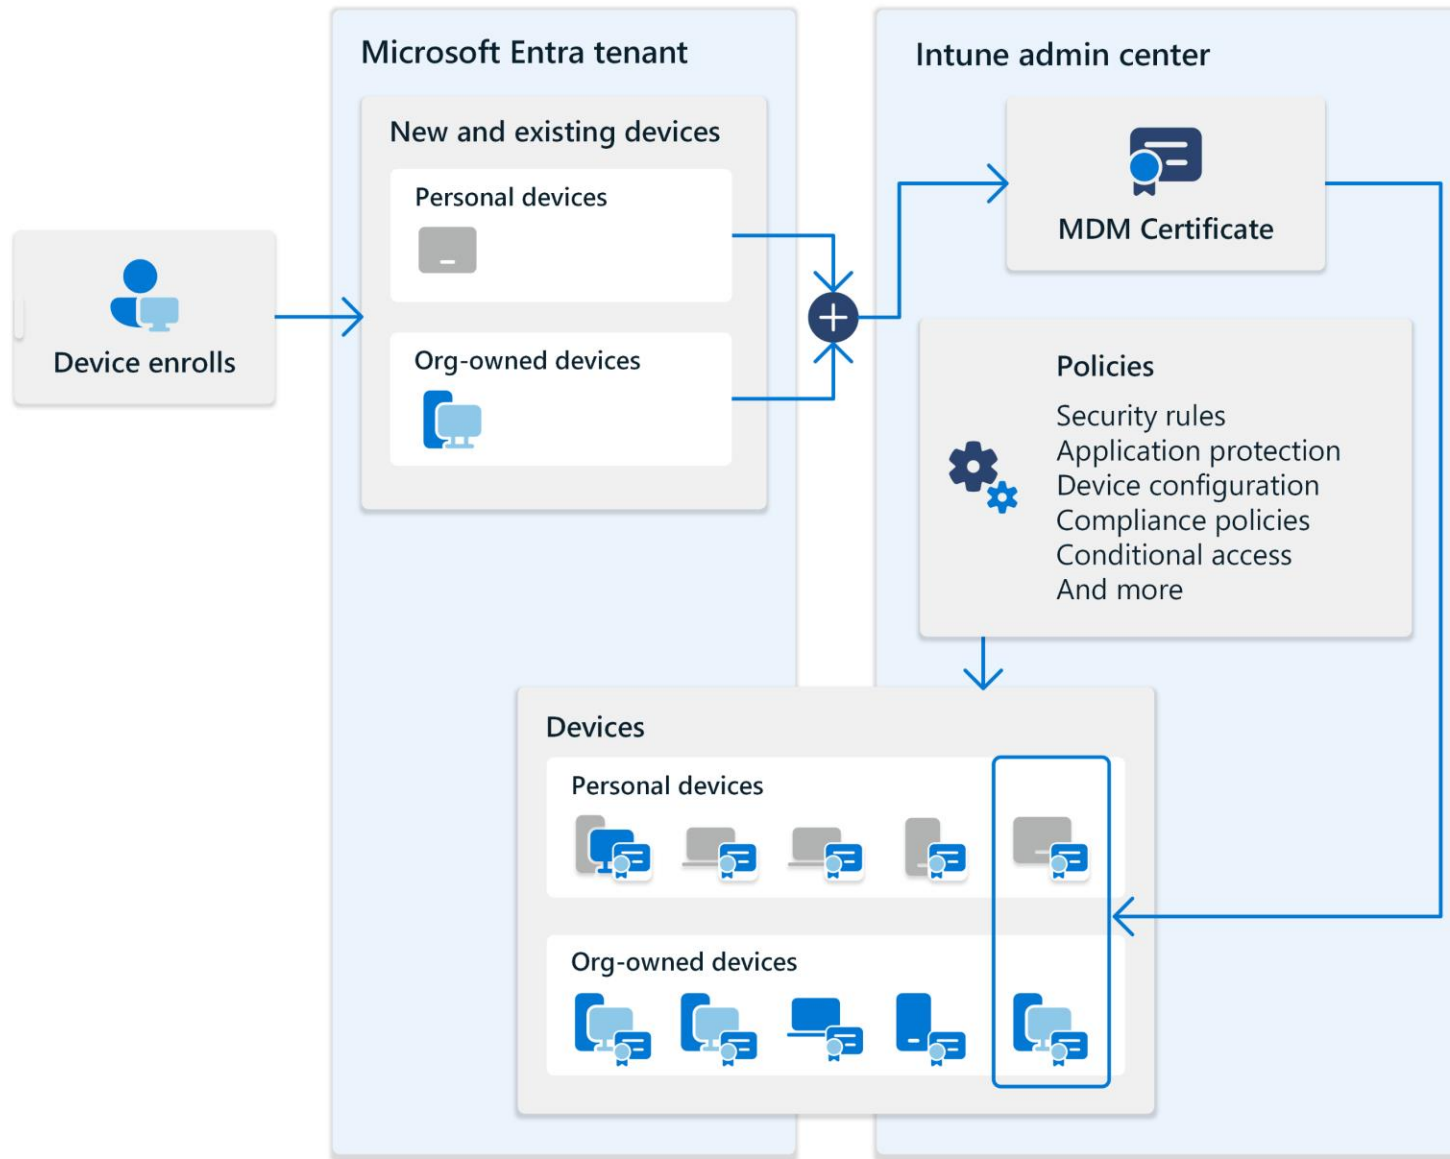 Microsoft Entra tenant
Intune admin center
New and existing devices
Personal devices
Org-owned devices
Device enrolls
MDM Certificate
Policies
Security rules
Application protection
Device configuration
Compliance policies
Conditional access
And more
Devices
Personal devices
Org-owned devices